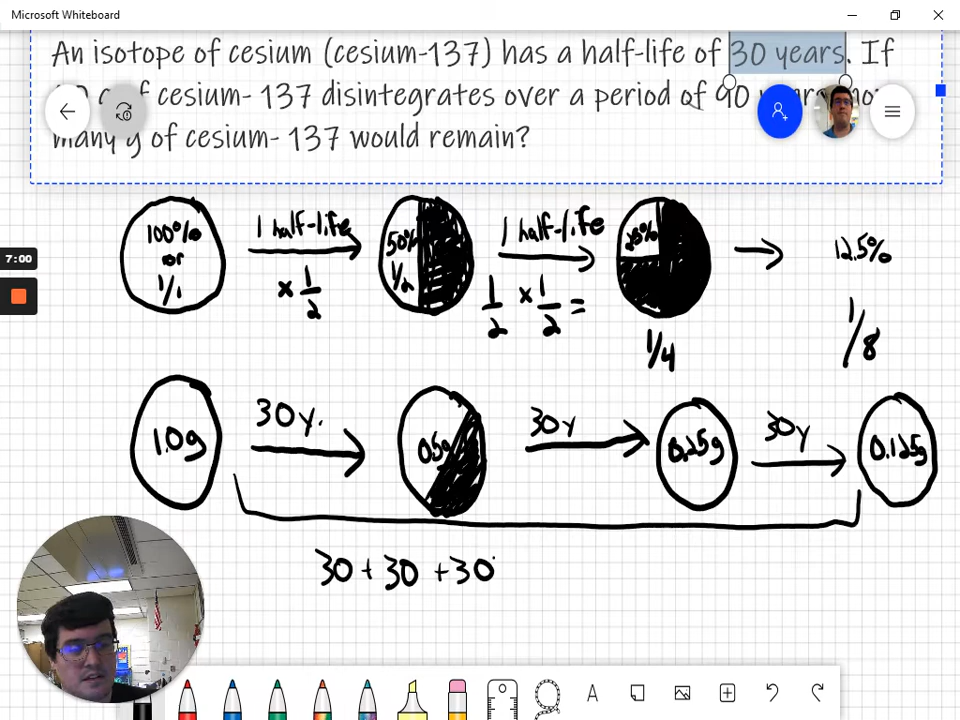 Microsoft Whiteboard
An isotope of cesium (cesium-137) has a half-life of 30 years. If
cesium- 137 disintegrates over a period of 90
many g of cesium- 137 would remain?
7:00
100% or 1/1
1 half-life
× 1/2
50% 1/2
1 half-life
1/2 × 1/2 =
25%
1/4
12.5%
1/8
1.0g
30y.
0.5g
30y
0.25g
30y
0.125g
30 + 30 + 30
A